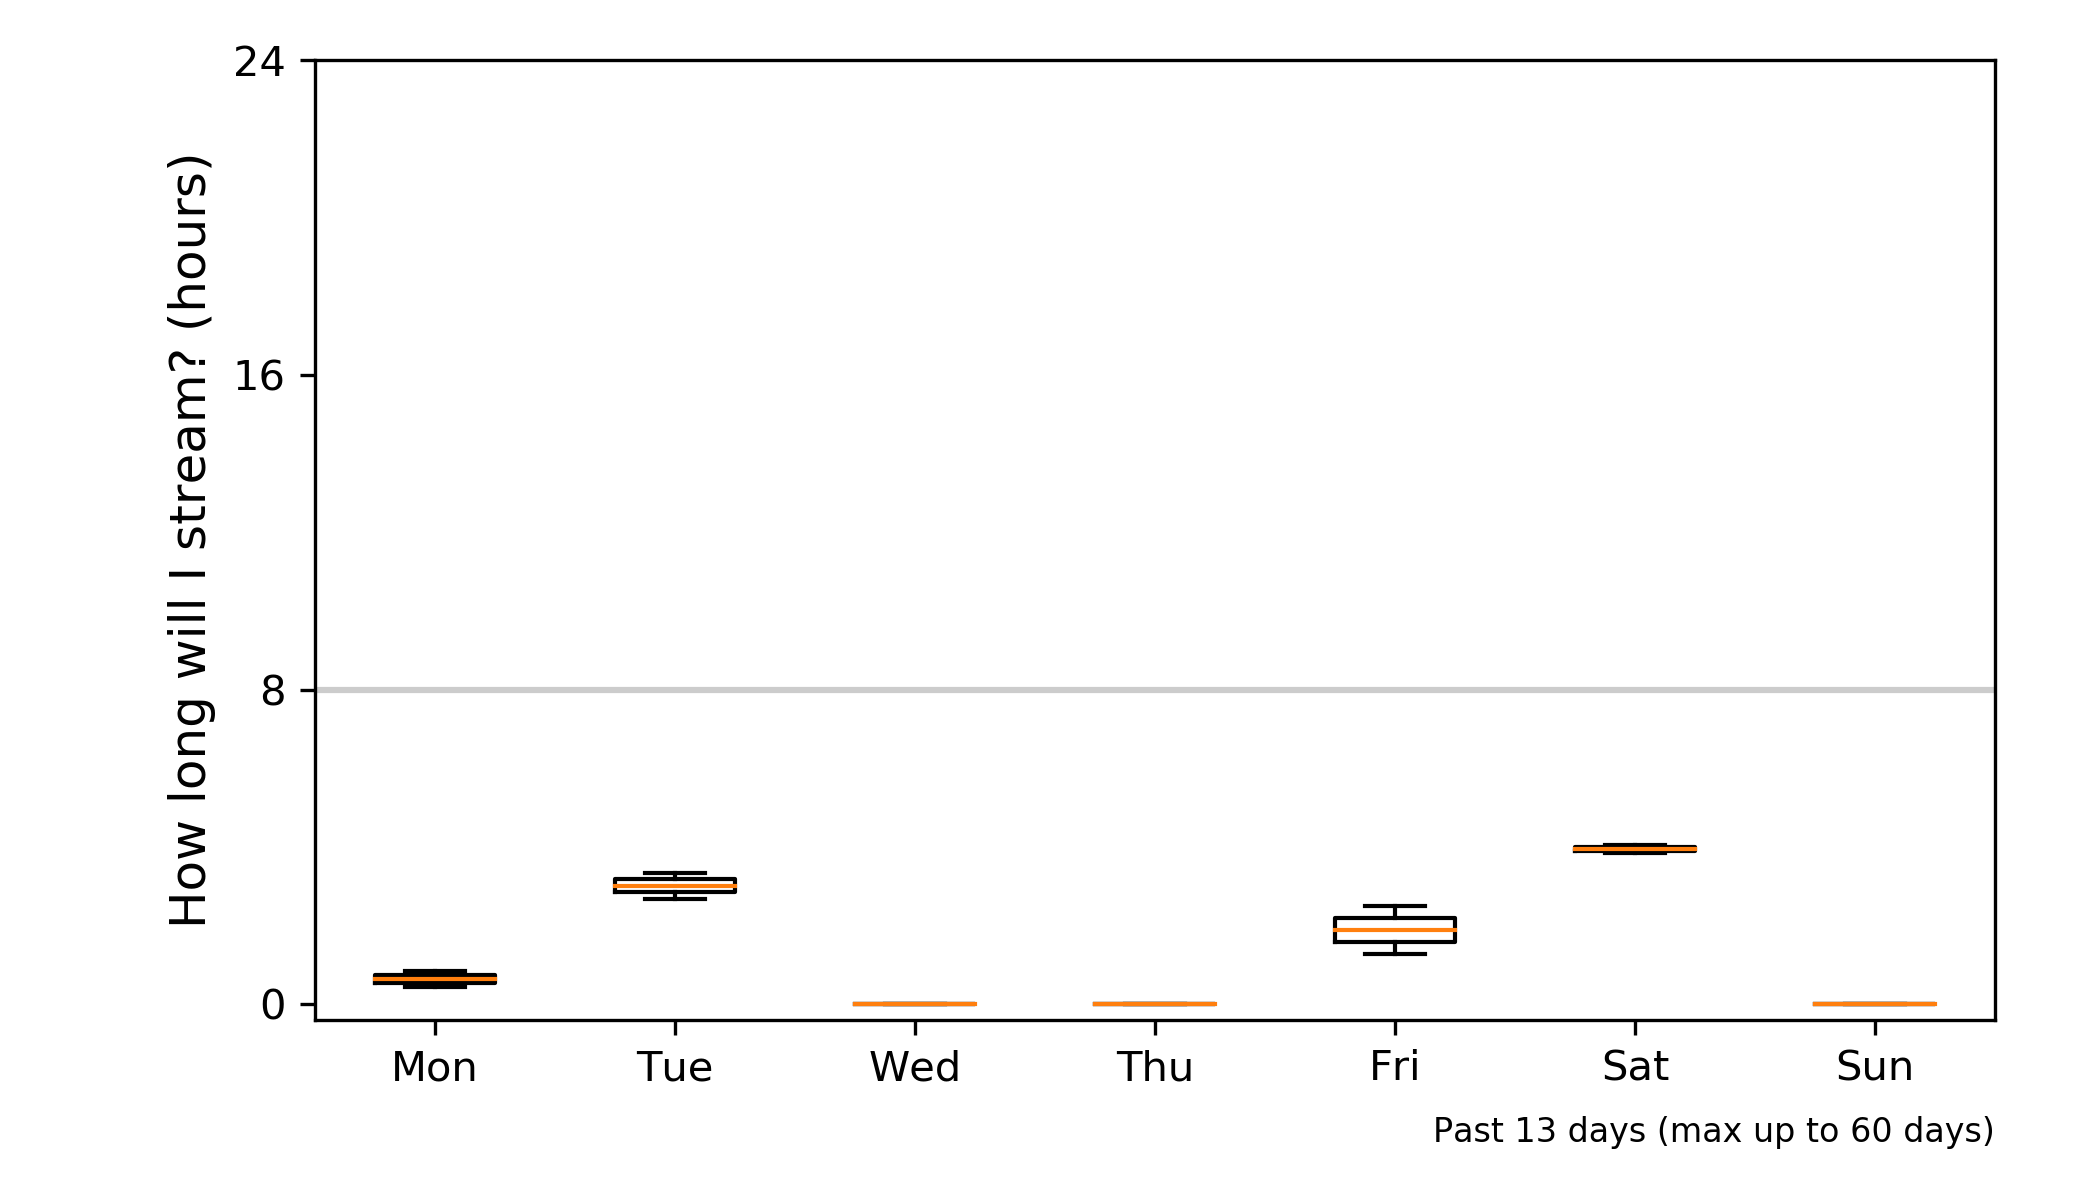 How long will I stream? (hours)
24
16
8
0
Mon Tue Wed Thu Fri Sat Sun
Past 13 days (max up to 60 days)